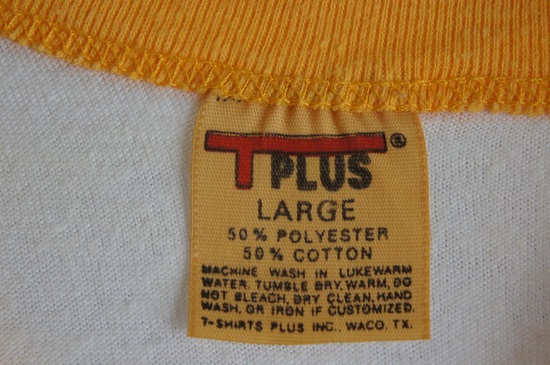 T PLUS®
LARGE
50% POLYESTER
50% COTTON
MACHINE WASH IN LUKEWARM
WATER. TUMBLE DRY, WARM, DO
NOT BLEACH, DRY CLEAN, HAND
WASH, OR IRON IF CUSTOMIZED.
T-SHIRTS PLUS INC., WACO, TX.